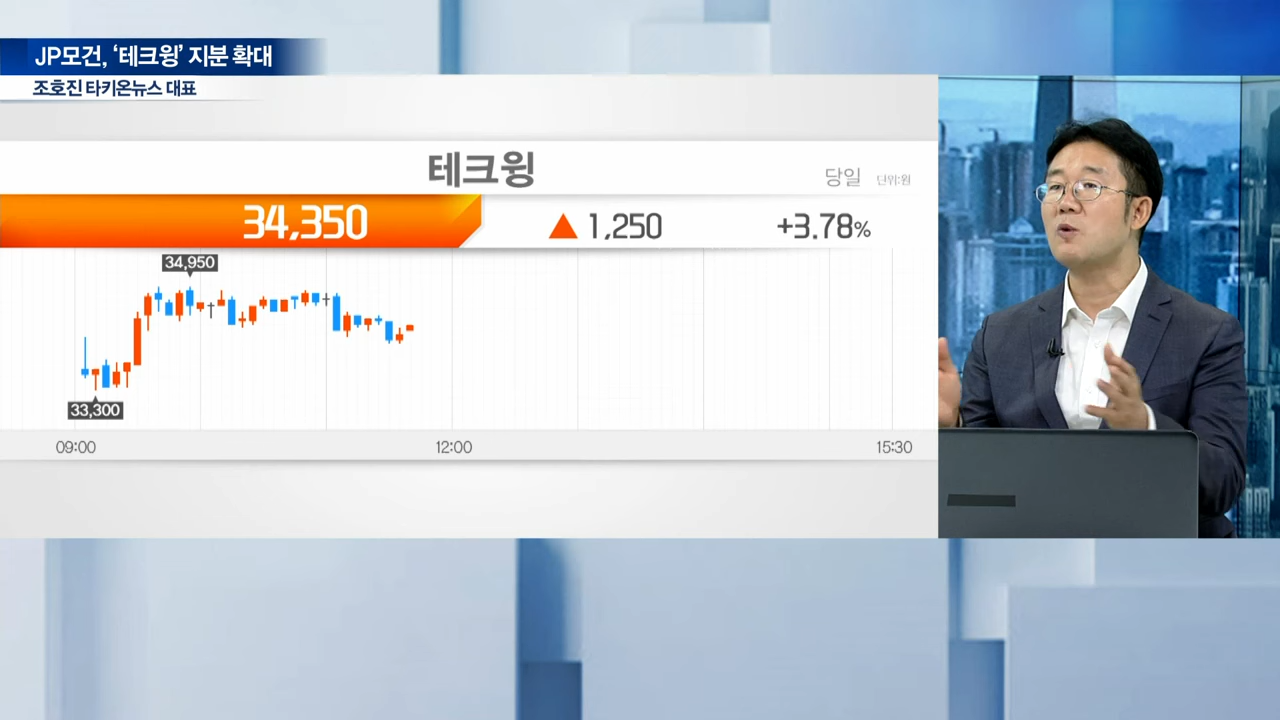 JP모건, ‘테크윙’ 지분 확대
조호진 타키온뉴스 대표
테크윙
당일 단위:원
34,350 ▲ 1,250 +3.78%
34,950
33,300
09:00 12:00 15:30